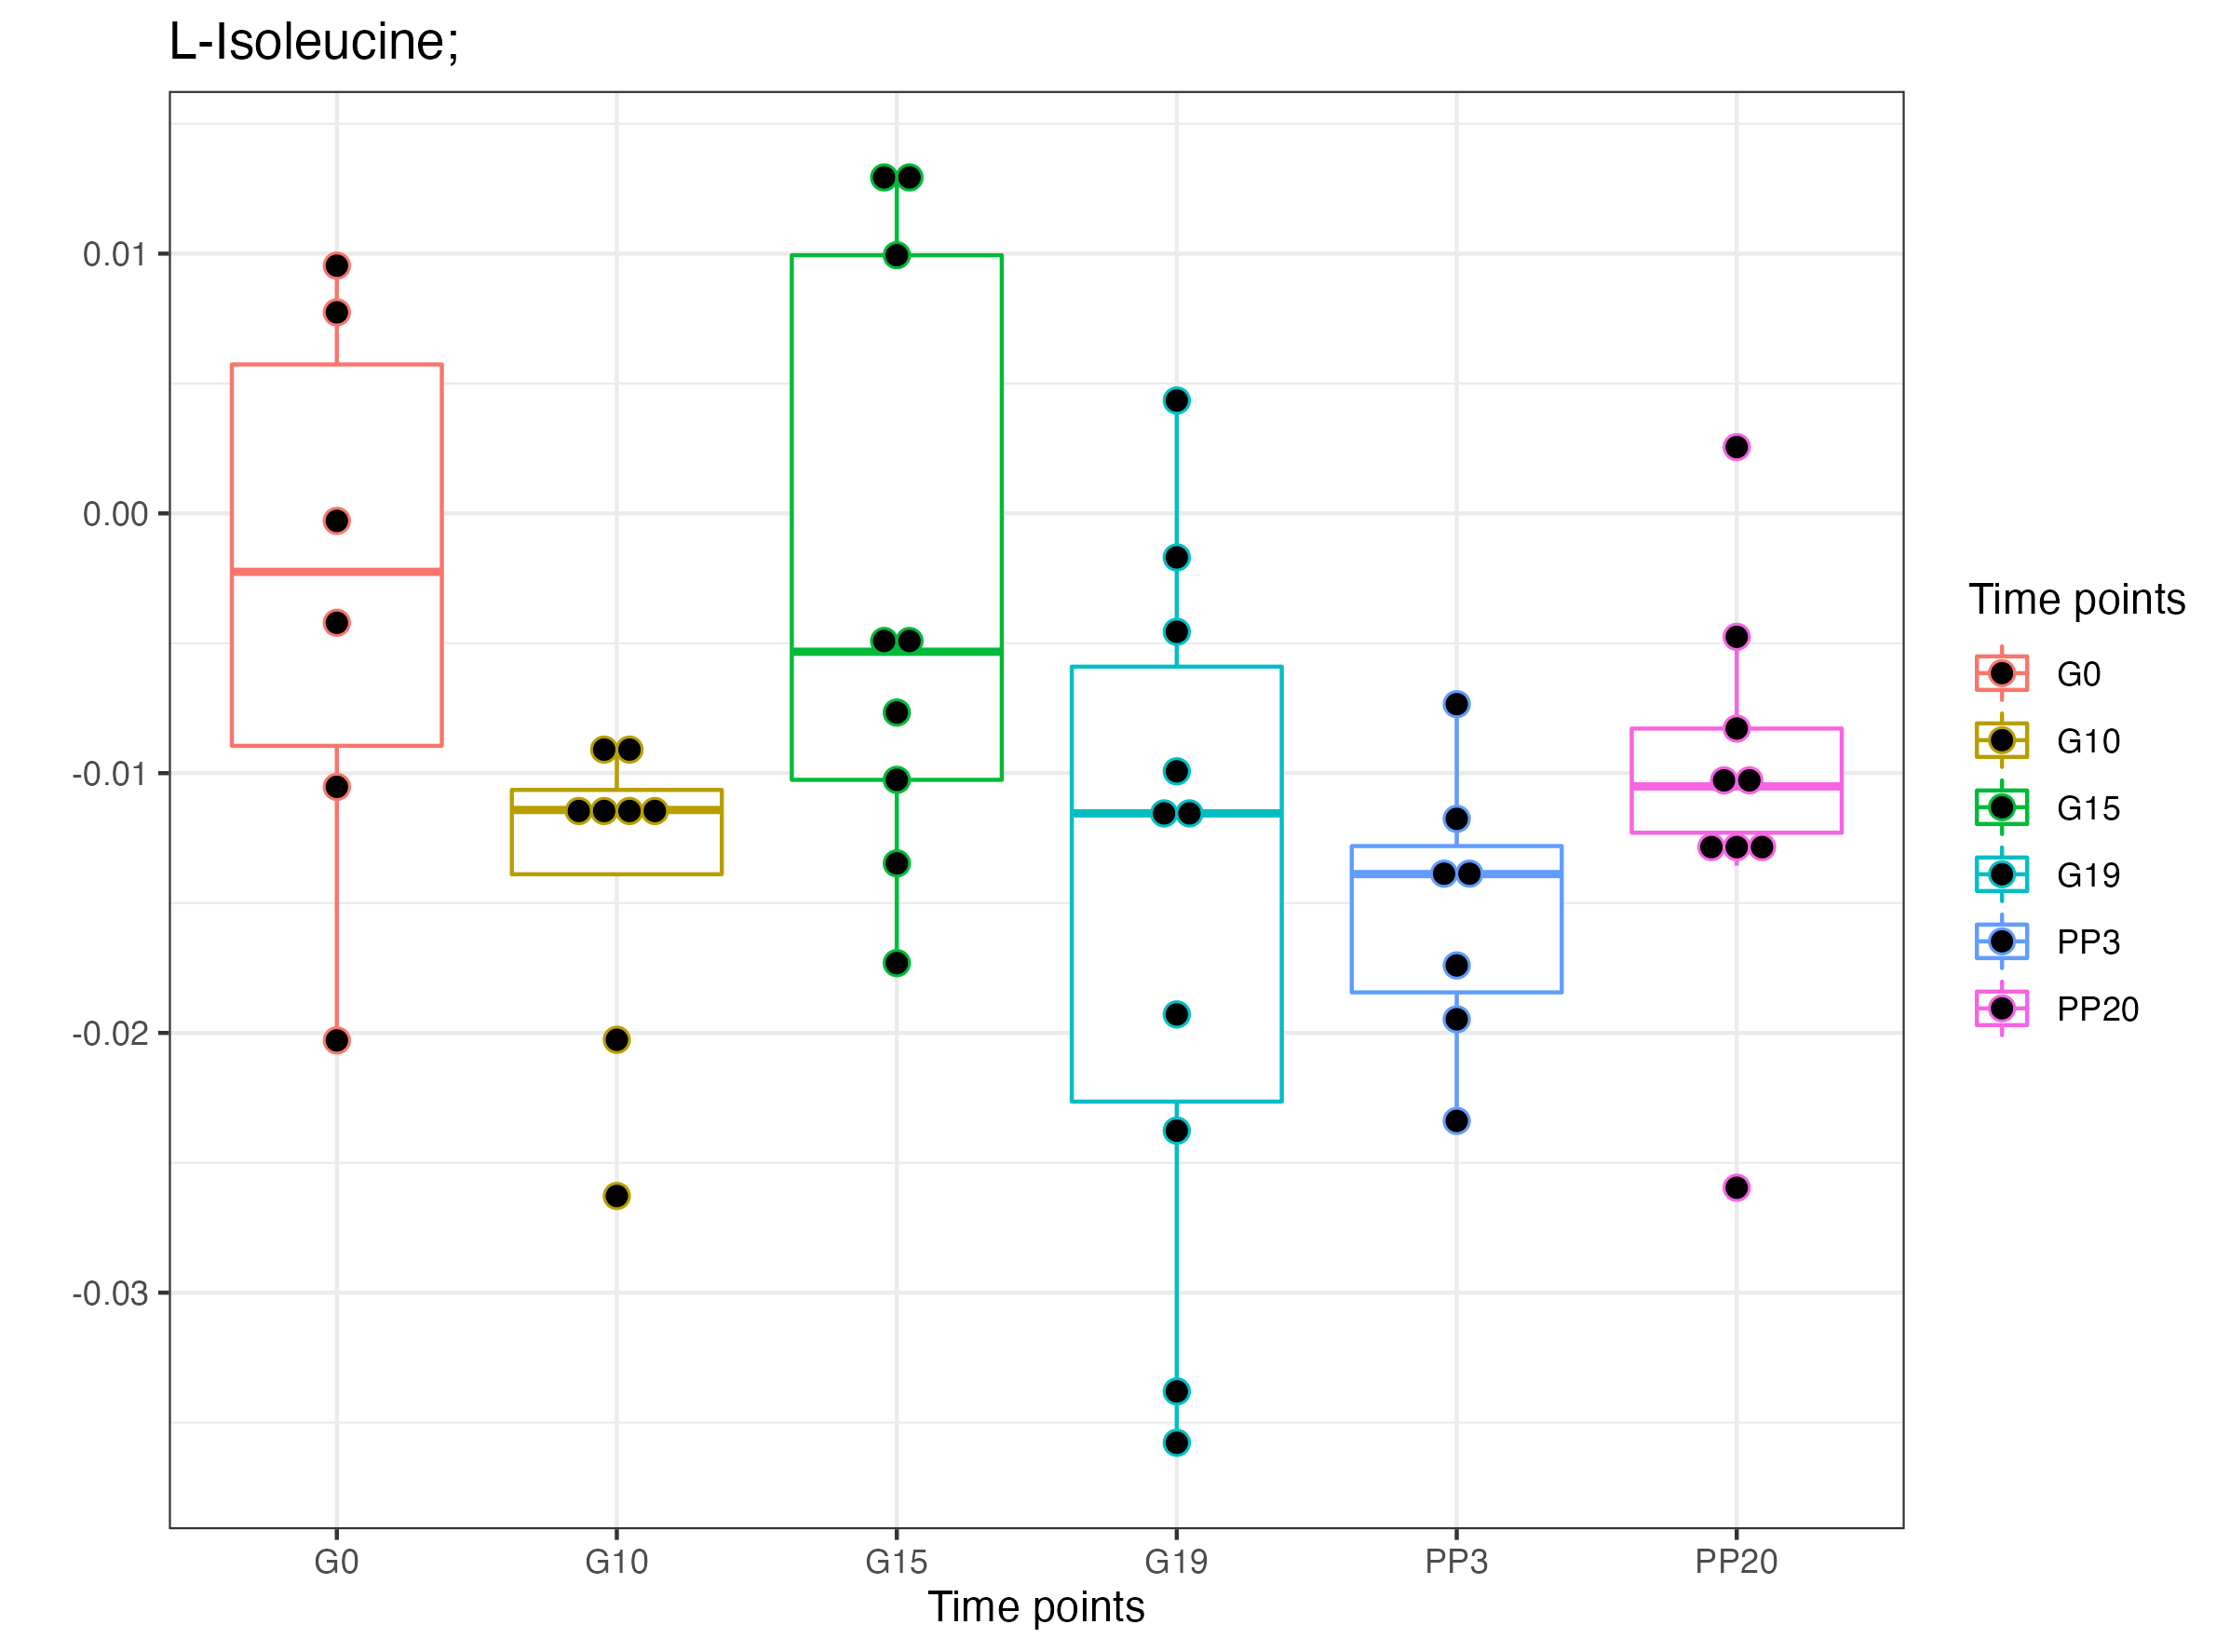 L-Isoleucine;
0.01
0.00
-0.01
-0.02
-0.03
G0 G10 G15 G19 PP3 PP20
Time points
Time points
G0
G10
G15
G19
PP3
PP20